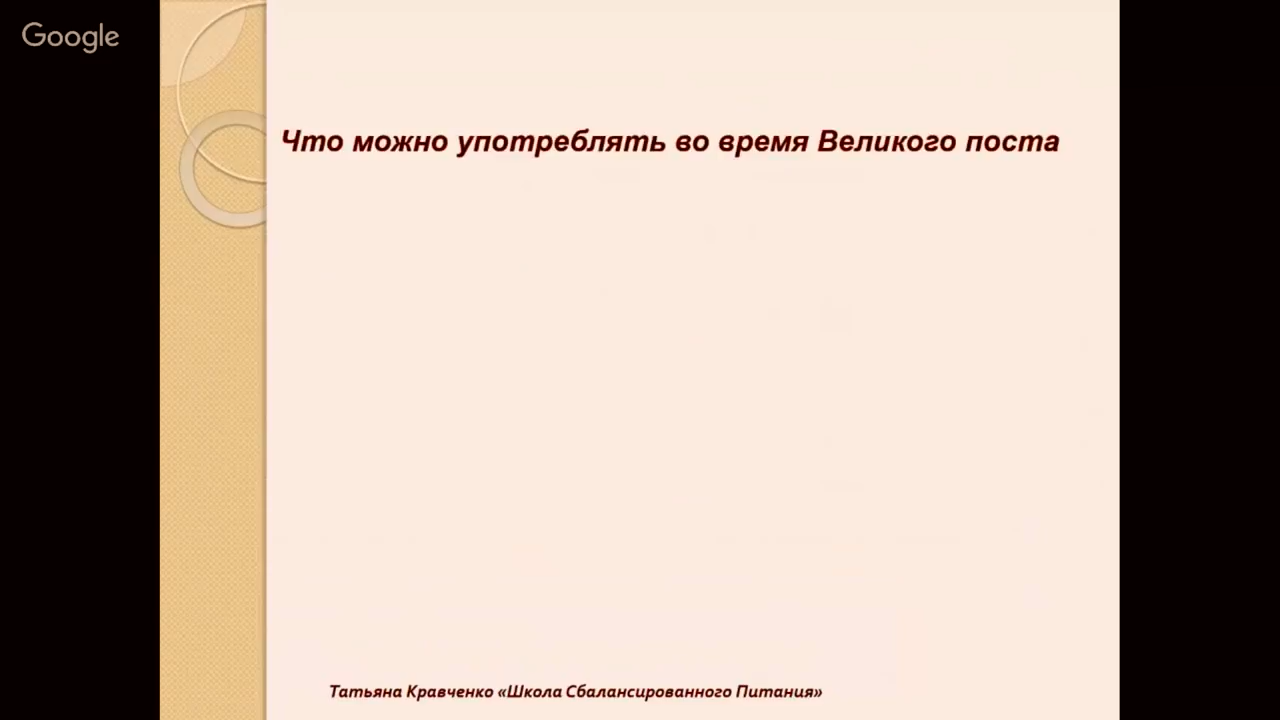 Google
Что можно употреблять во время Великого поста
Татьяна Кравченко «Школа Сбалансированного Питания»